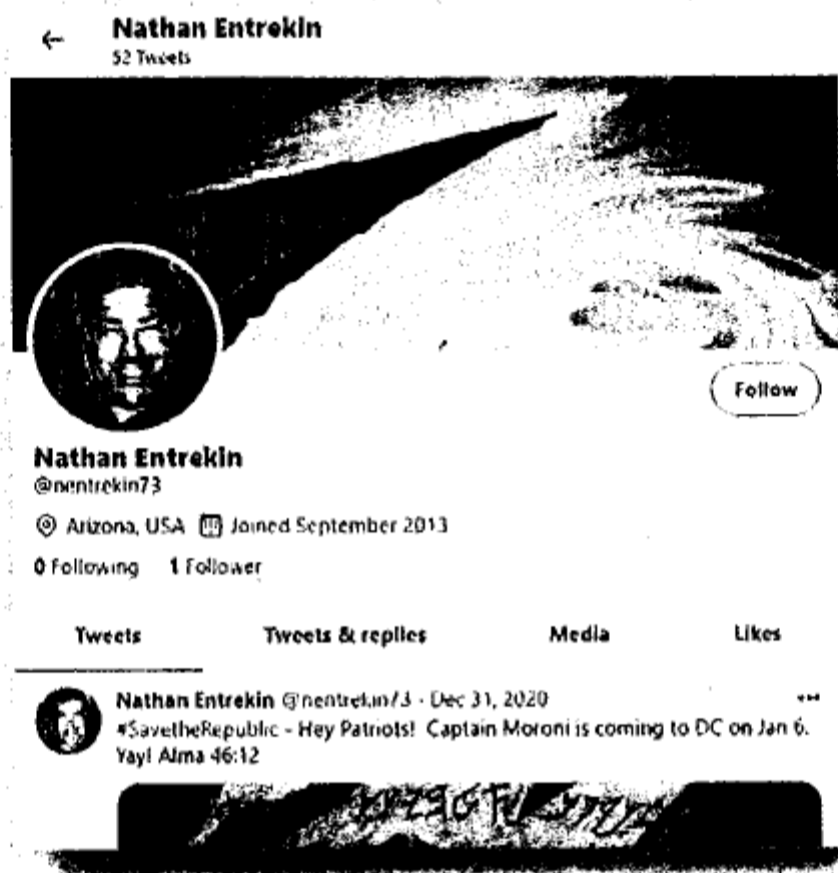 Nathan Entrekin
52 Tweets
Follow
Nathan Entrekin
@nentrekin73
Arizona, USA Joined September 2013
0 Following 1 Follower
Tweets Tweets & replies Media Likes
Nathan Entrekin @nentrekin73 · Dec 31, 2020
#SavetheRepublic - Hey Patriots! Captain Moroni is coming to DC on Jan 6.
Yay! Alma 46:12